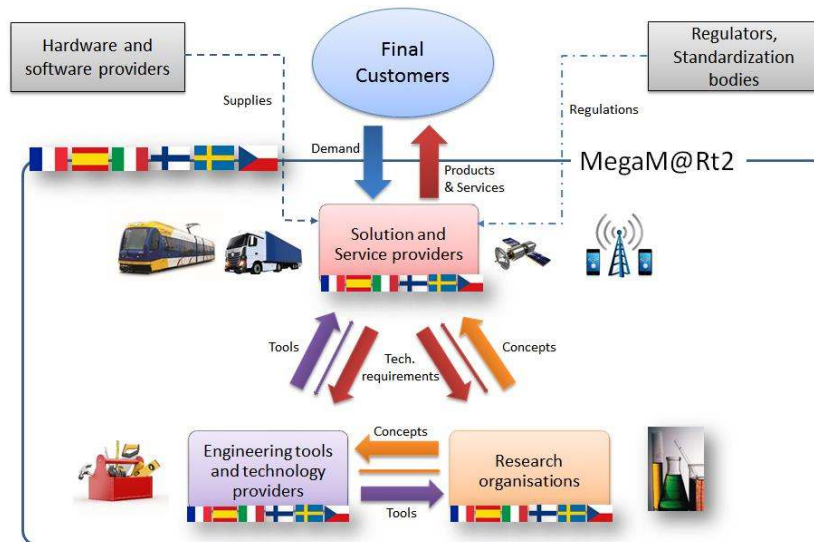 Hardware and
software providers
Final
Customers
Regulators,
Standardization
bodies
Supplies
Regulations
Demand
Products
& Services
MegaM@Rt2
Solution and
Service providers
Tools
Tech.
requirements
Concepts
Concepts
Engineering tools
and technology
providers
Research
organisations
Tools